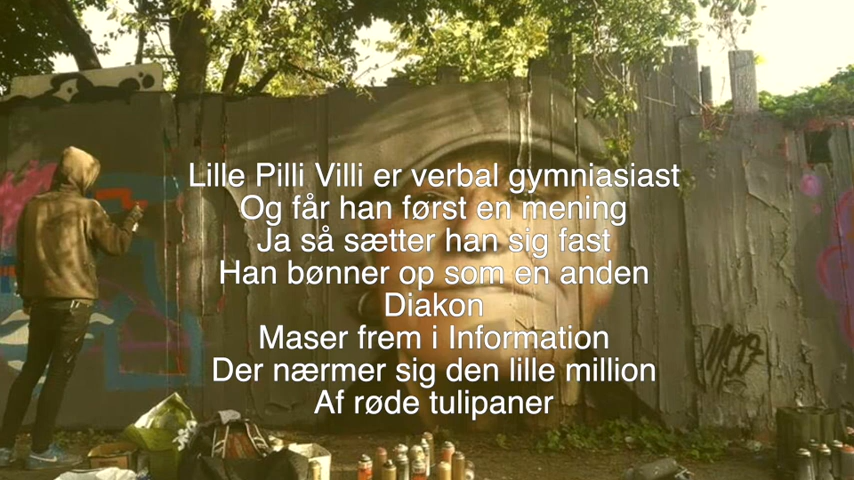 Lille Pilli Villi er verbal gymniasiast
Og får han først en mening
Ja så sætter han sig fast
Han bønner op som en anden
Diakon
Maser frem i Information
Der nærmer sig den lille million
Af røde tulipaner